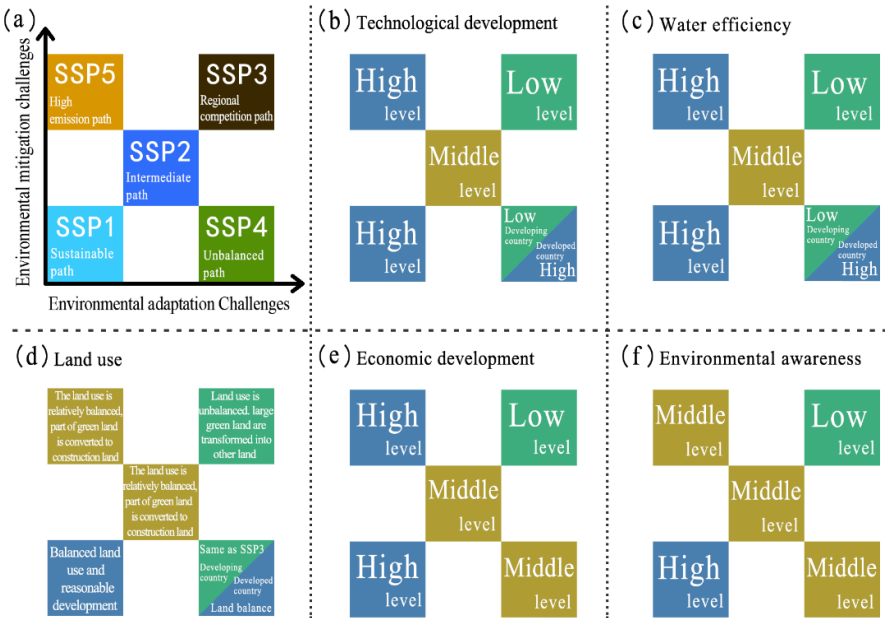 (a)
Environmental mitigation challenges
SSP5
High
emission path
SSP3
Regional
competition path
SSP2
Intermediate
path
SSP1
Sustainable
path
SSP4
Unbalanced
path
Environmental adaptation Challenges
(b) Technological development
High
level
Low
level
Middle
level
High
level
Low
Developing
country
Developed
country
High
(c) Water efficiency
High
level
Low
level
Middle
level
High
level
Low
Developing
country
Developed
country
High
(d) Land use
The land use is
relatively balanced,
part of green land
is converted to
construction land
Land use is
unbalanced. large
green land are
transformed into
other land
The land use is
relatively balanced,
part of green land
is converted to
construction land
Balanced land
use and
reasonable
development
Same as SSP3
Developing
country
Developed
country
Land balance
(e) Economic development
High
level
Low
level
Middle
level
High
level
Middle
level
(f) Environmental awareness
Middle
level
Low
level
Middle
level
High
level
Middle
level